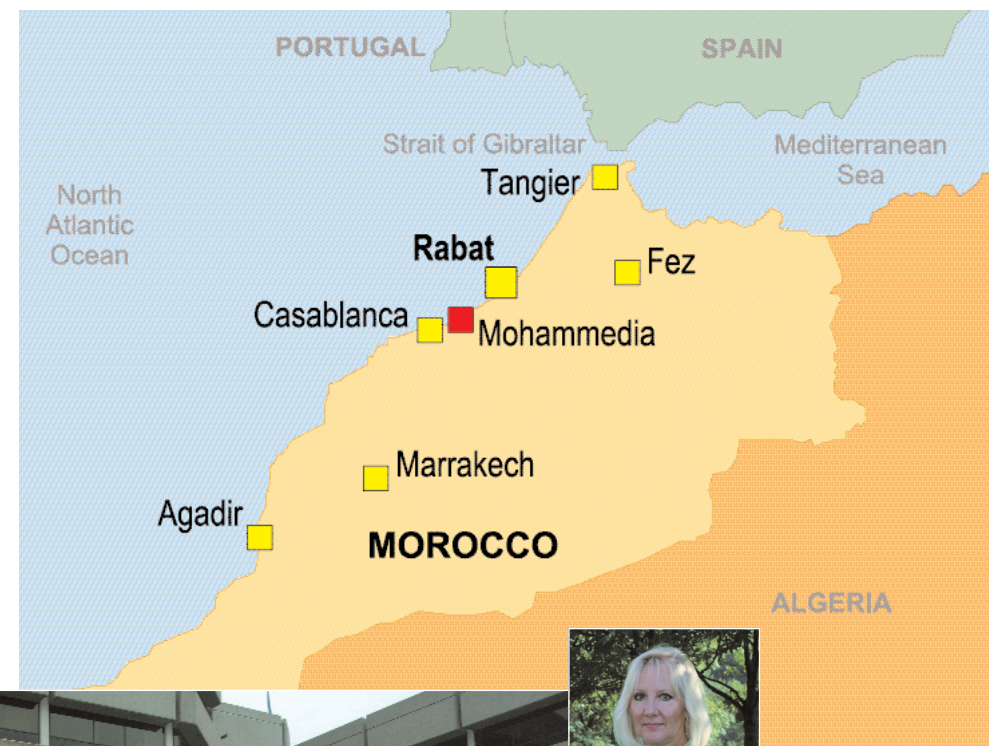 PORTUGAL
SPAIN
Strait of Gibraltar
Mediterranean
Sea
Tangier
North
Atlantic
Ocean
Rabat
Fez
Casablanca
Mohammedia
Marrakech
Agadir
MOROCCO
ALGERIA